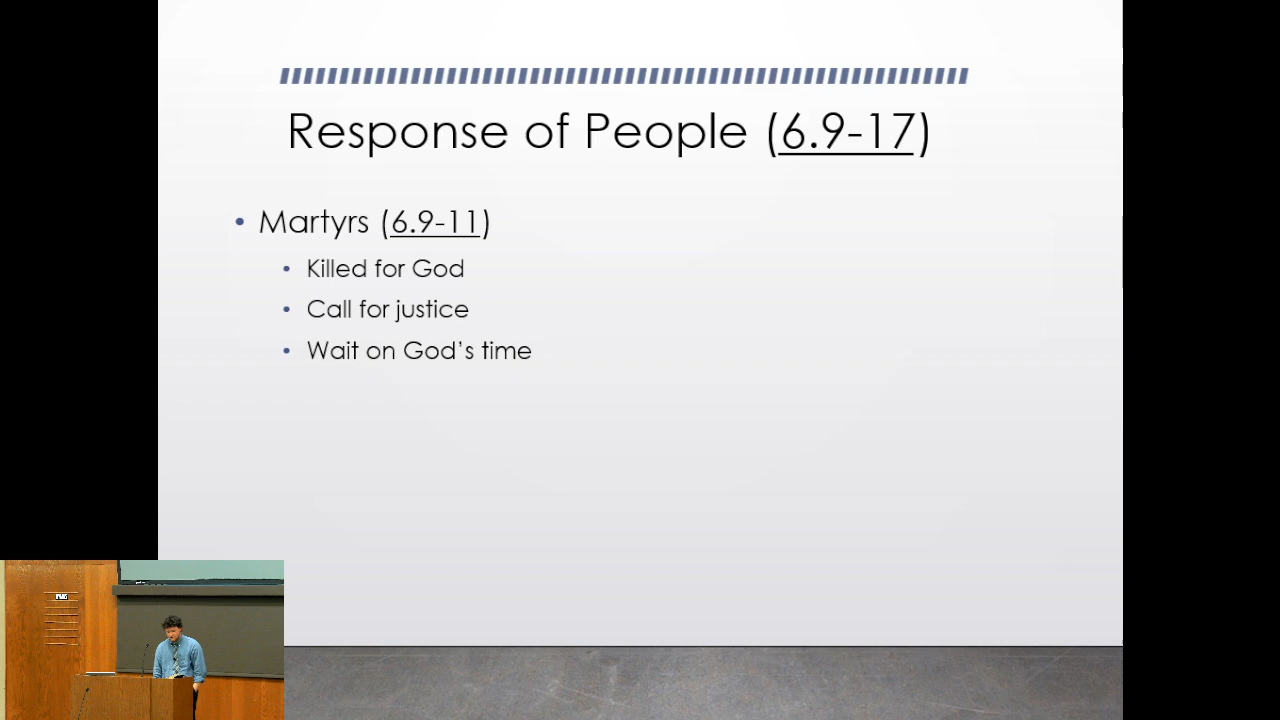 Response of People (6.9-17)
• Martyrs (6.9-11)
• Killed for God
• Call for justice
• Wait on God's time